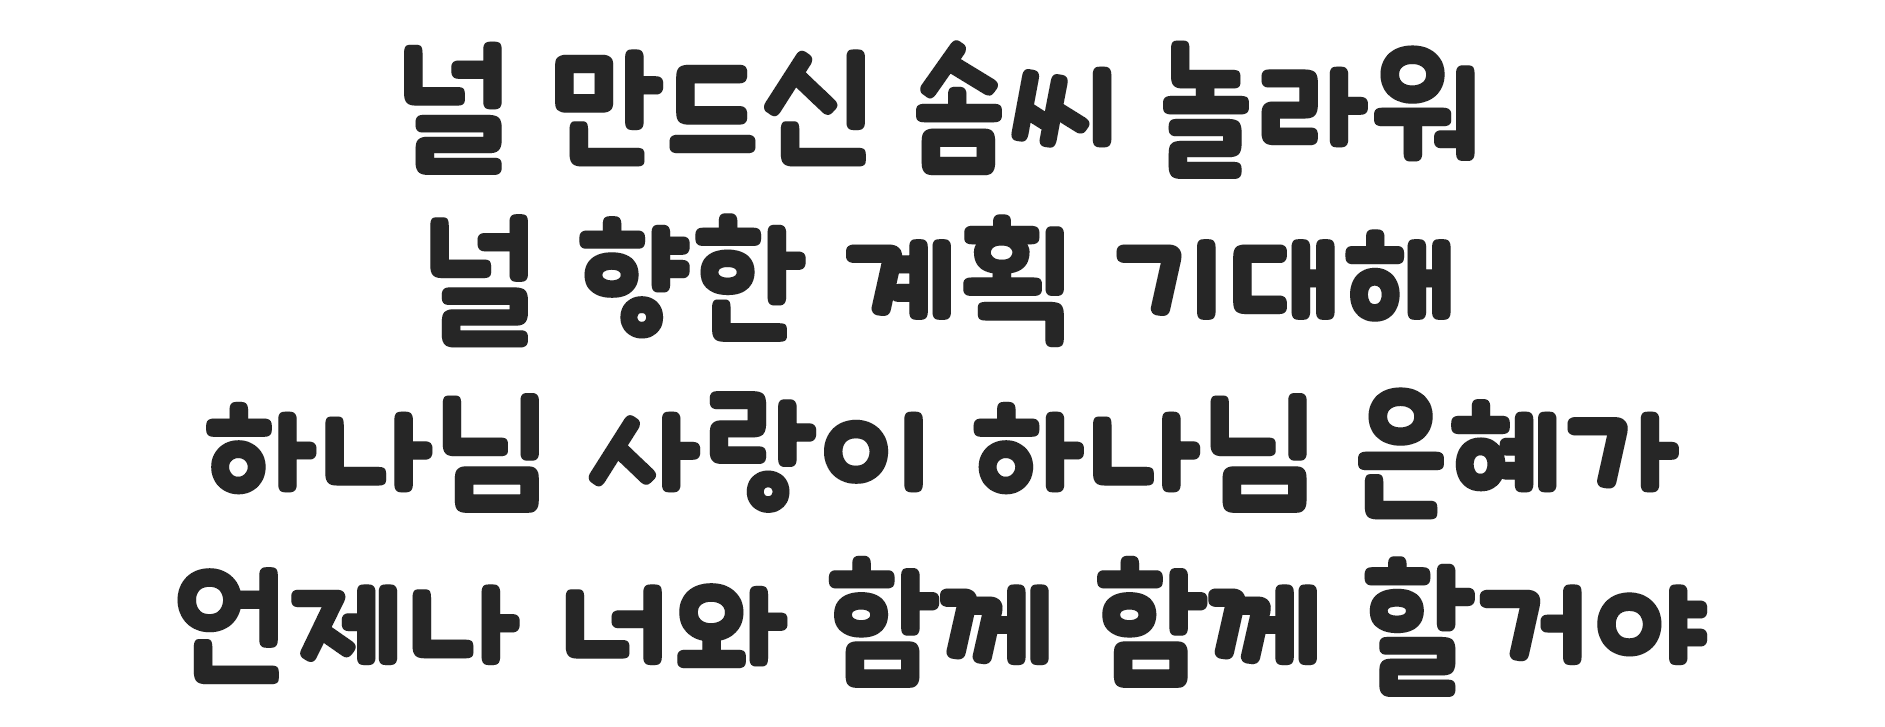 널 만드신 솜씨 놀라워
널 향한 계획 기대해
하나님 사랑이 하나님 은혜가
언제나 너와 함께 함께 할거야